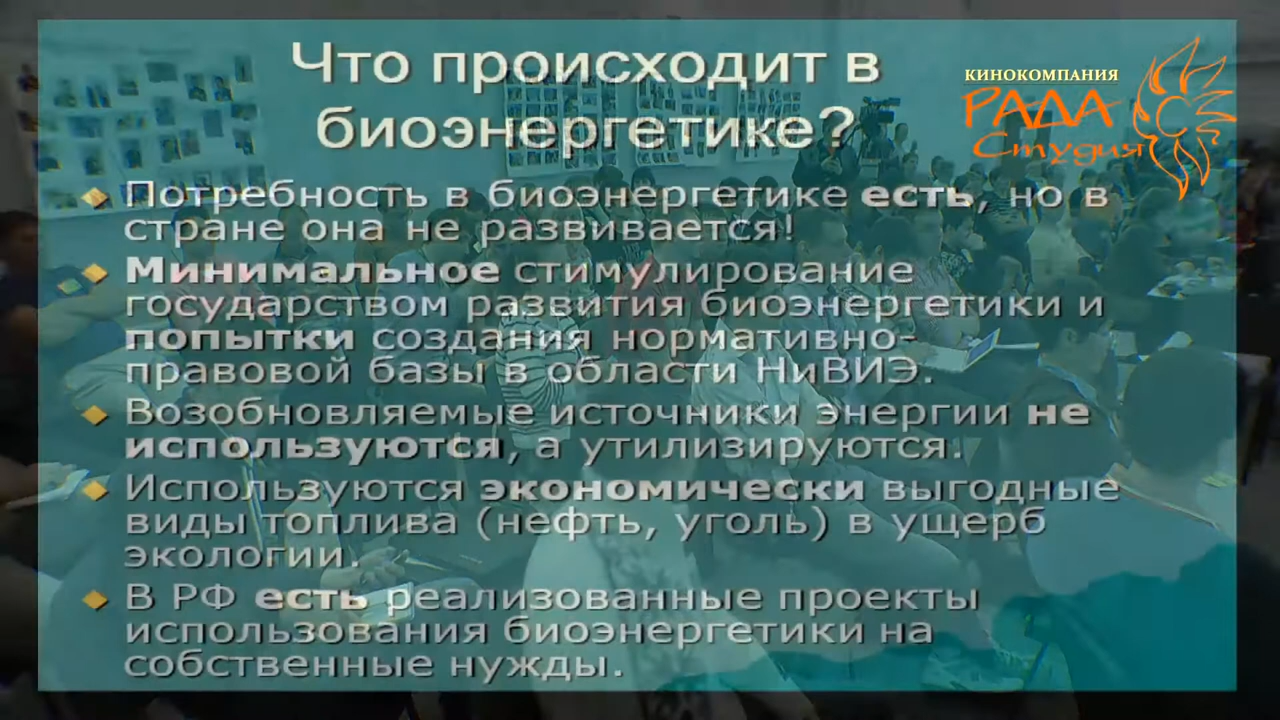 Что происходит в
биоэнергетике?
КИНОКОМПАНИЯ
РАДА
Студия
Потребность в биоэнергетике есть, но в
стране она не развивается!
Минимальное стимулирование
государством развития биоэнергетики и
попытки создания нормативно-
правовой базы в области НиВИЭ.
Возобновляемые источники энергии не
используются, а утилизируются.
Используются экономически выгодные
виды топлива (нефть, уголь) в ущерб
экологии.
В РФ есть реализованные проекты
использования биоэнергетики на
собственные нужды.